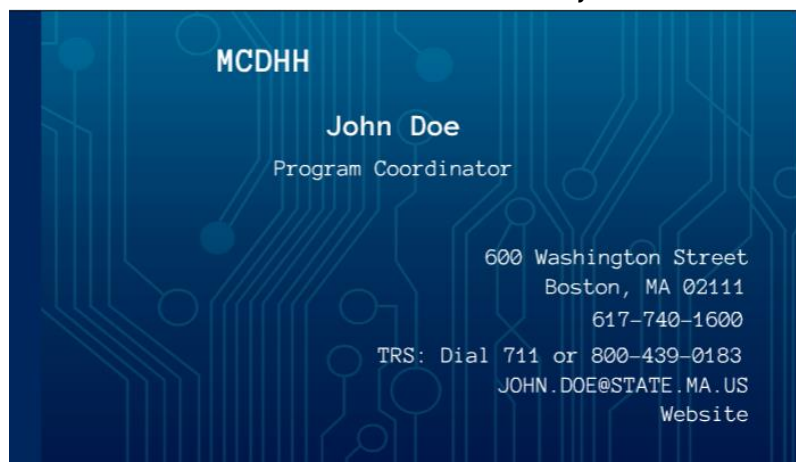 MCDHH
John Doe
Program Coordinator
600 Washington Street
Boston, MA 02111
617-740-1600
TRS: Dial 711 or 800-439-0183
JOHN.DOE@STATE.MA.US
Website